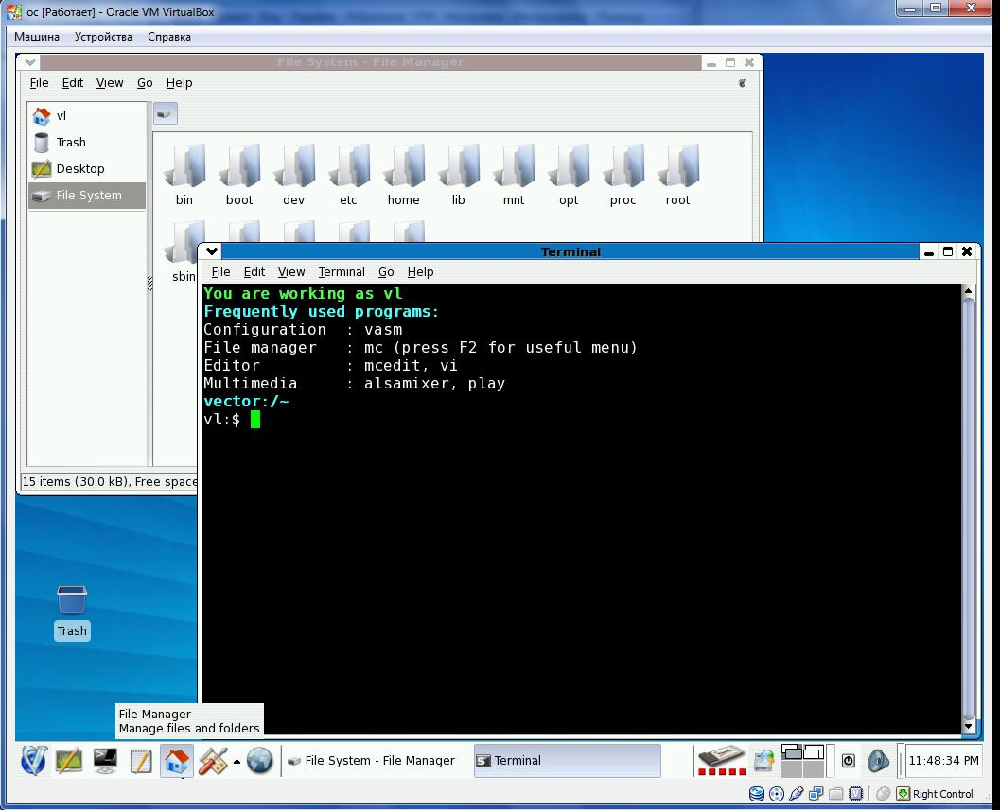 ос [Работает] - Oracle VM VirtualBox
Машина Устройства Справка
File System - File Manager
File Edit View Go Help
vl
Trash
Desktop
File System
bin boot dev etc home lib mnt opt proc root
sbin
15 items (30.0 kB), Free space
Terminal
File Edit View Terminal Go Help
You are working as vl
Frequently used programs:
Configuration : vasm
File manager : mc (press F2 for useful menu)
Editor : mcedit, vi
Multimedia : alsamixer, play
vector:/~
vl:$
Trash
File Manager
Manage files and folders
File System - File Manager Terminal 11:48:34 PM
Right Control